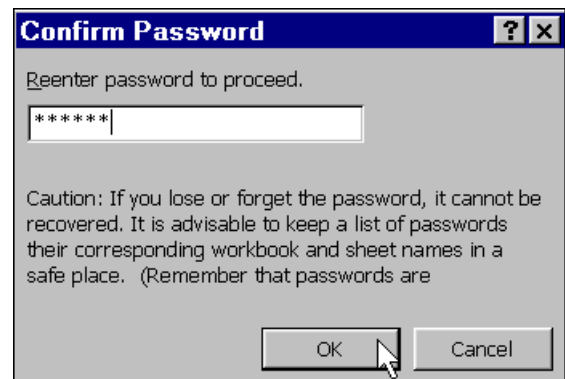 Confirm Password
Reenter password to proceed.
******
Caution: If you lose or forget the password, it cannot be
recovered. It is advisable to keep a list of passwords
their corresponding workbook and sheet names in a
safe place. (Remember that passwords are
OK Cancel